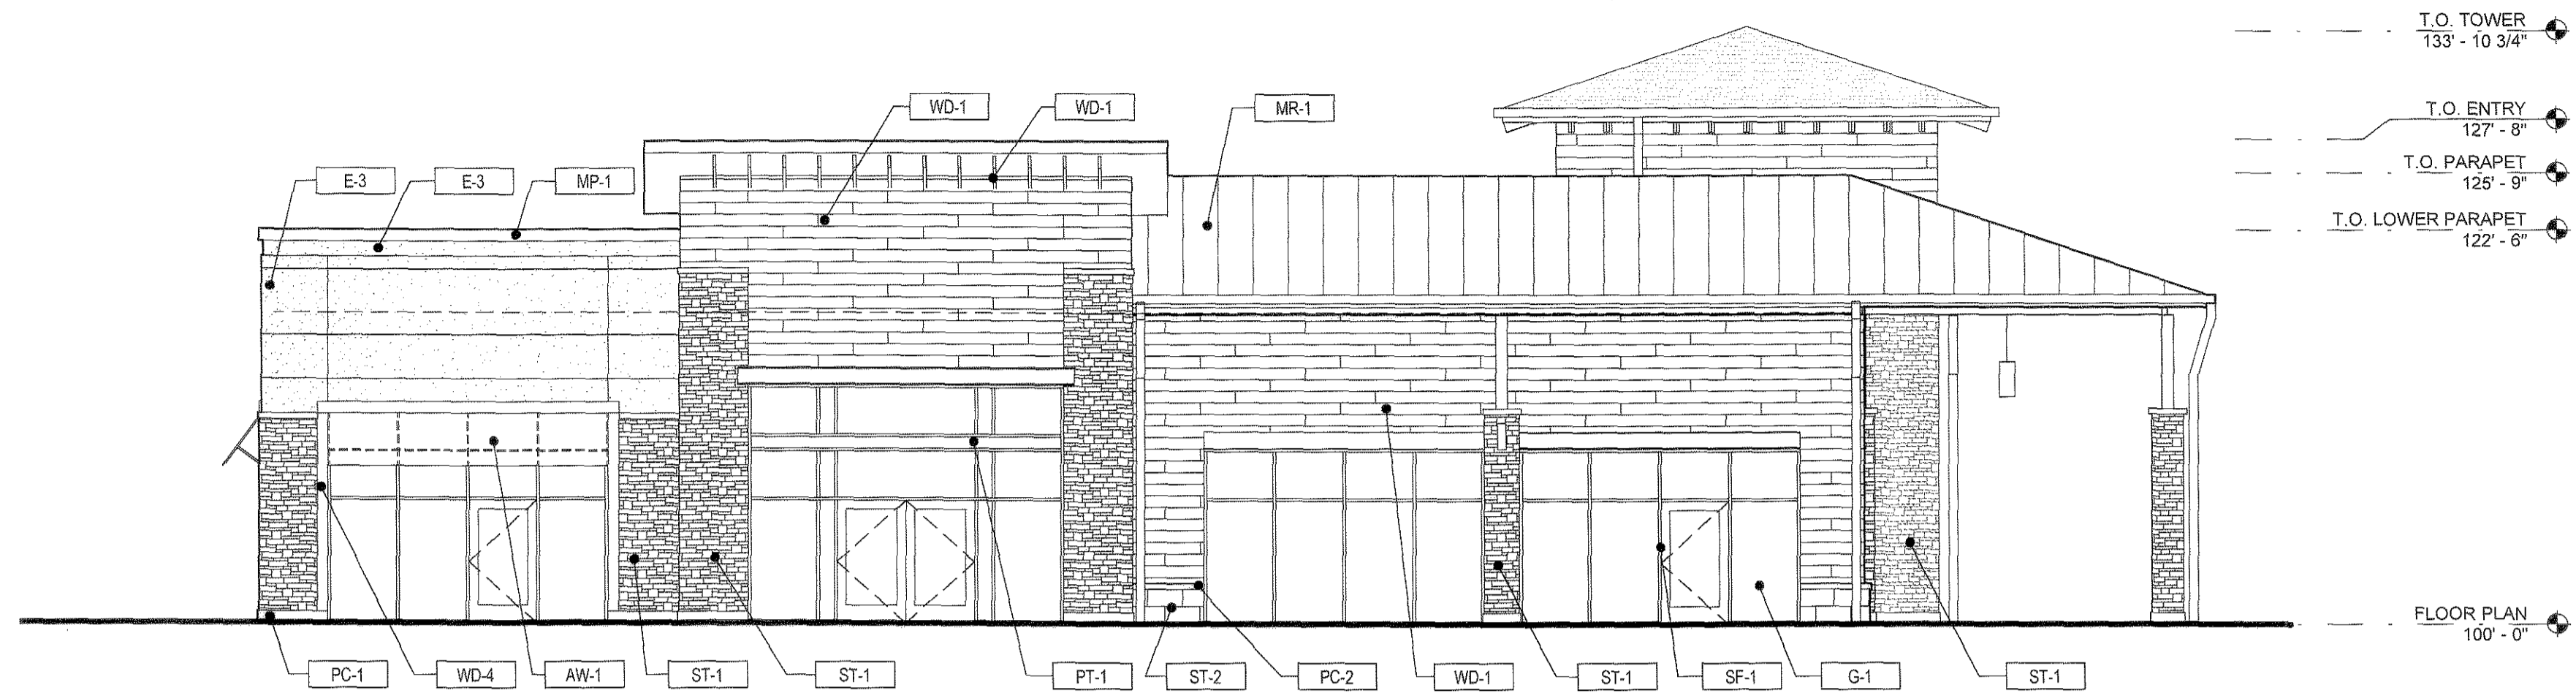 T.O. TOWER
133' - 10 3/4"
WD-1
WD-1
MR-1
T.O. ENTRY
127' - 8"
T.O. PARAPET
125' - 9"
E-3
E-3
MP-1
T.O. LOWER PARAPET
122' - 6"
FLOOR PLAN
100' - 0"
PC-1
WD-4
AW-1
ST-1
ST-1
PT-1
ST-2
PC-2
WD-1
ST-1
SF-1
G-1
ST-1